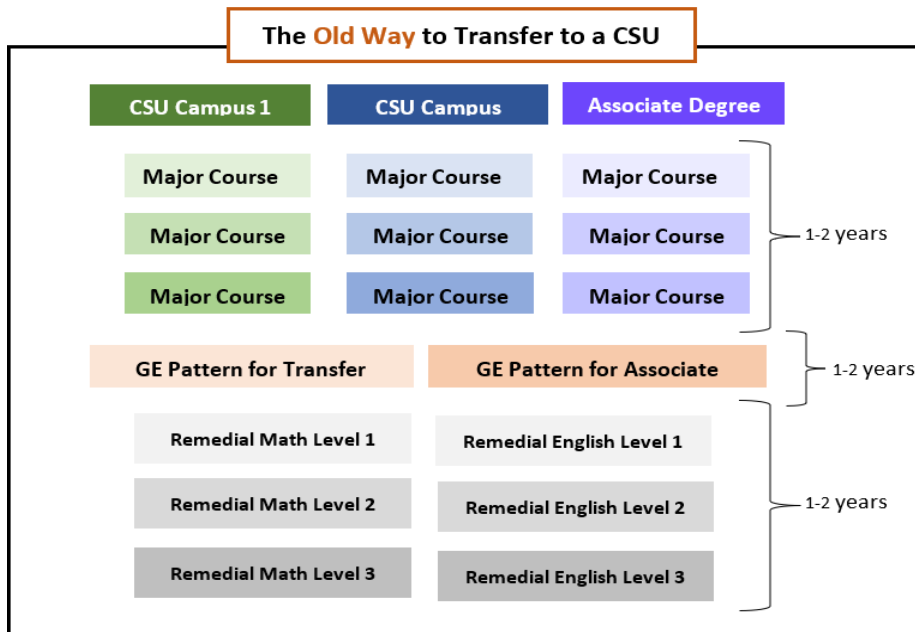 The Old Way to Transfer to a CSU
CSU Campus 1
CSU Campus
Associate Degree
Major Course
Major Course
Major Course
Major Course
Major Course
Major Course
1-2 years
Major Course
Major Course
Major Course
GE Pattern for Transfer
GE Pattern for Associate
1-2 years
Remedial Math Level 1
Remedial English Level 1
Remedial Math Level 2
Remedial English Level 2
1-2 years
Remedial Math Level 3
Remedial English Level 3